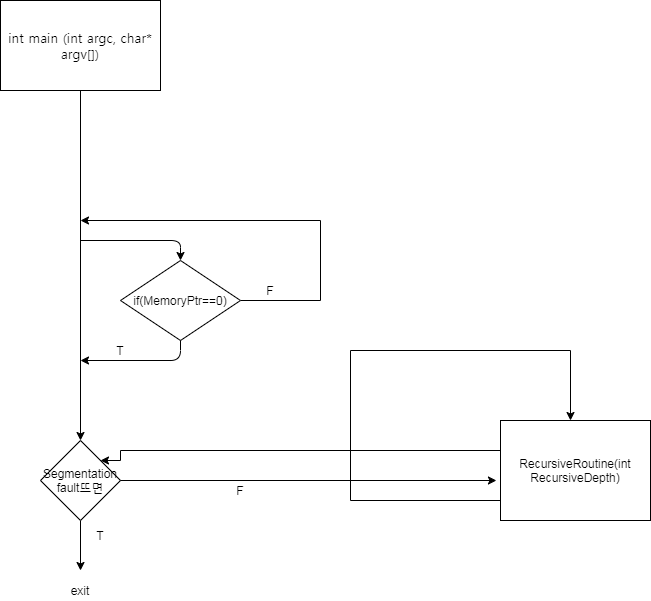 int main (int argc, char*
argv[])
F
if(MemoryPtr==0)
T
Segmentation
fault뜨면
RecursiveRoutine(int
RecursiveDepth)
F
T
exit